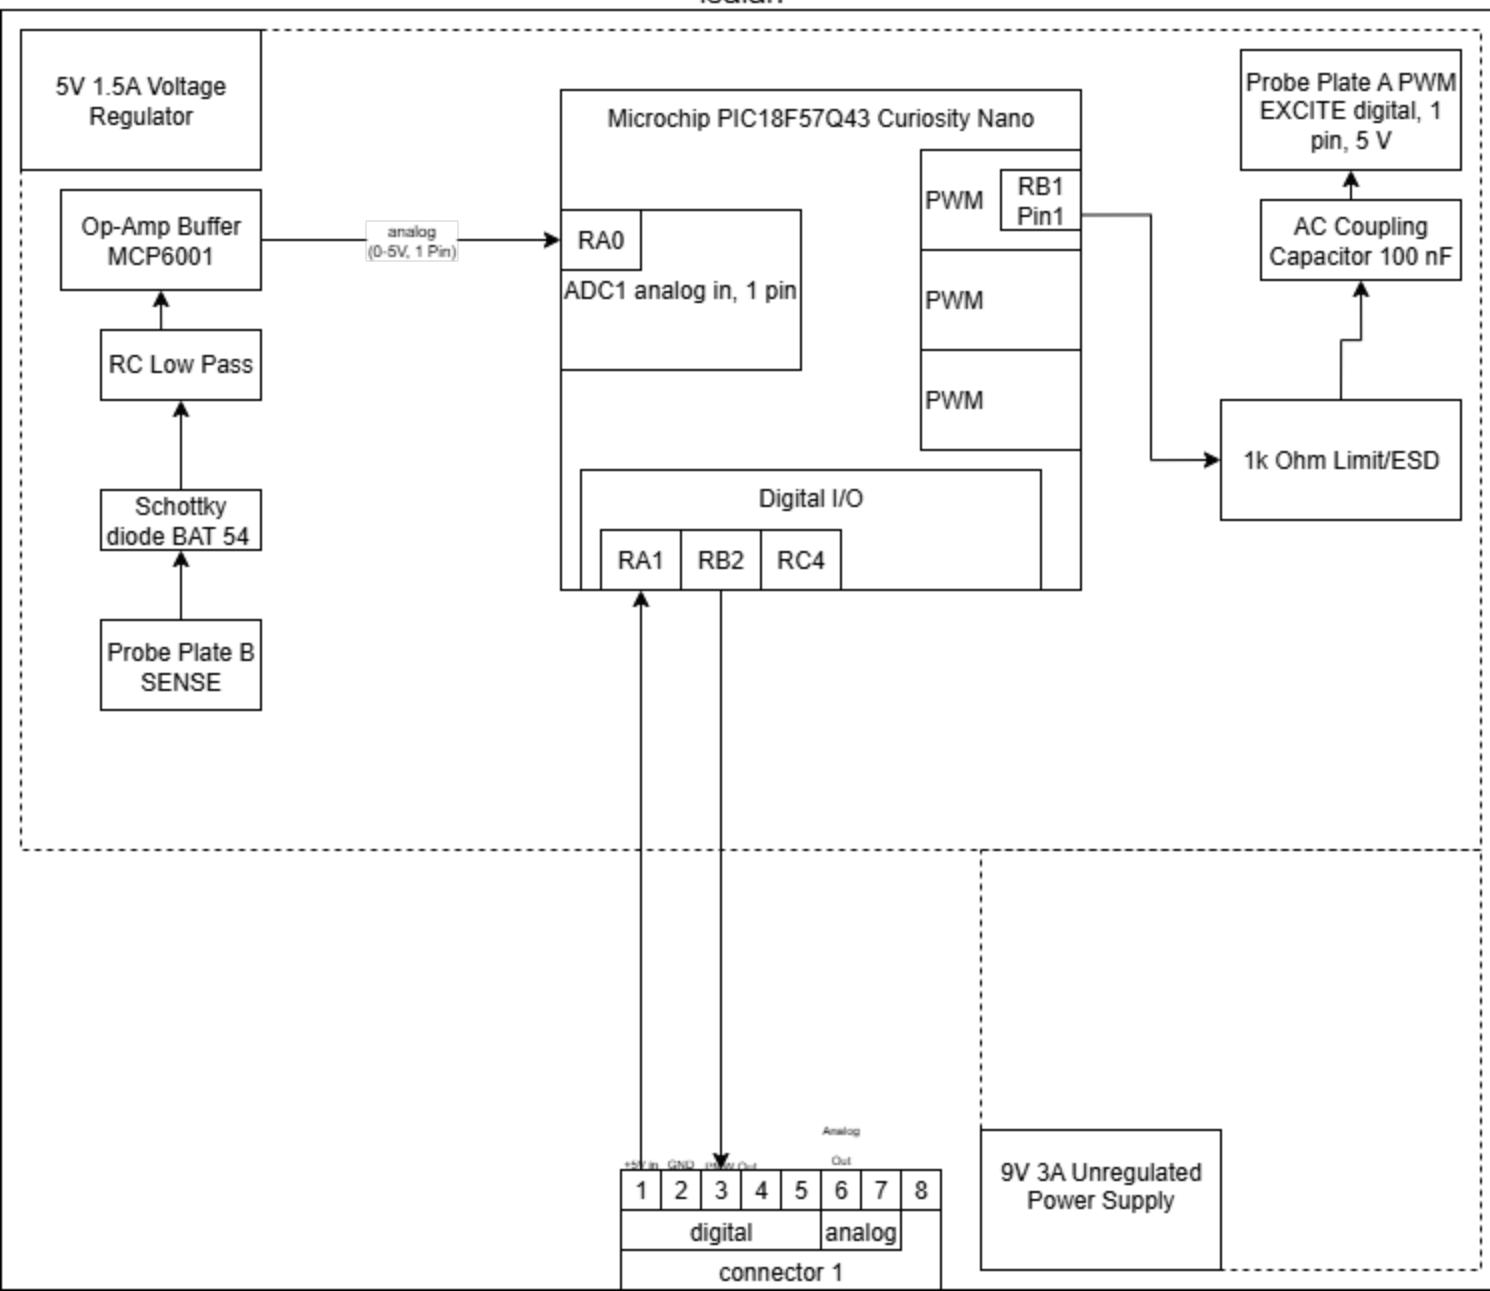 5V 1.5A Voltage
Regulator
Op-Amp Buffer
MCP6001
analog
(0-5V, 1 Pin)
RC Low Pass
Schottky
diode BAT 54
Probe Plate B
SENSE
Microchip PIC18F57Q43 Curiosity Nano
RA0
ADC1 analog in, 1 pin
PWM
RB1
Pin1
PWM
PWM
Digital I/O
RA1
RB2
RC4
Probe Plate A PWM
EXCITE digital, 1
pin, 5 V
AC Coupling
Capacitor 100 nF
1k Ohm Limit/ESD
+5V in
GND
Out
Analog
Out
1
2
3
4
5
6
7
8
digital
analog
connector 1
9V 3A Unregulated
Power Supply